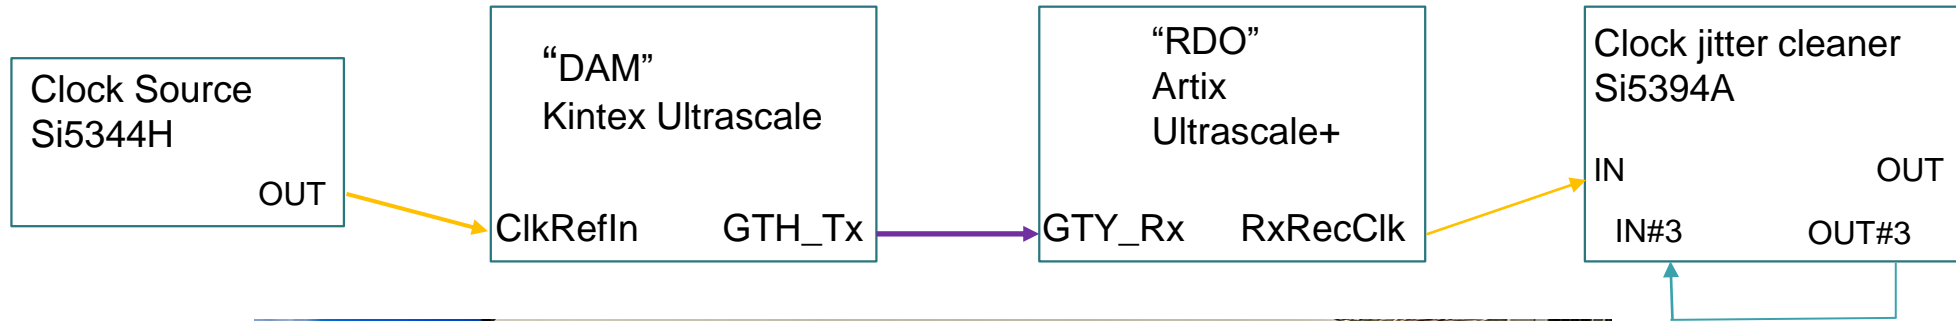 Clock Source
Si5344H
OUT
“DAM”
Kintex Ultrascale
ClkRefIn
GTH_Tx
“RDO”
Artix
Ultrascale+
GTY_Rx
RxRecClk
Clock jitter cleaner
Si5394A
IN
OUT
IN#3
OUT#3